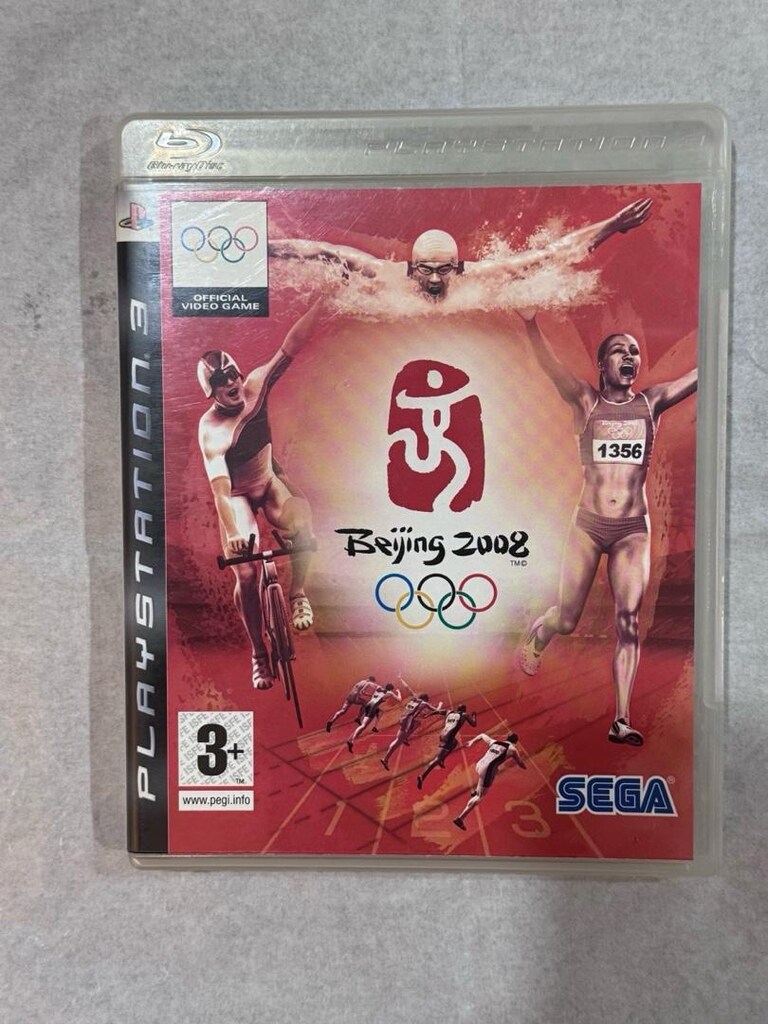 Blu-ray Disc
PLAYSTATION
PLAYSTATION 3
OFFICIAL
VIDEO GAME
1356
Beijing 2008
TM©
3+
TM
www.pegi.info
1 2 3
SEGA®